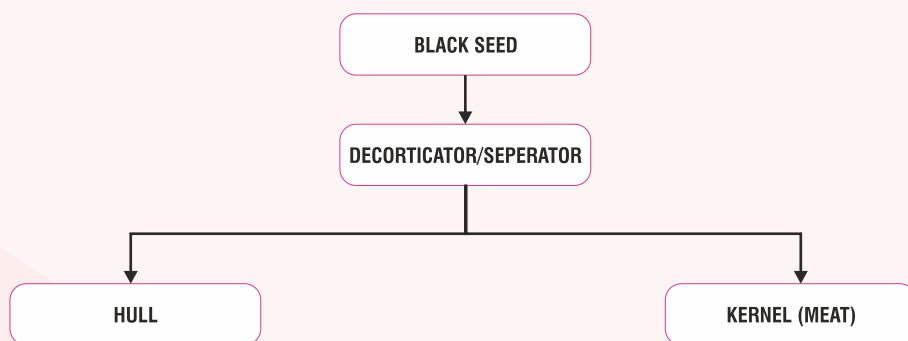 BLACK SEED
DECORTICATOR/SEPERATOR
HULL
KERNEL (MEAT)